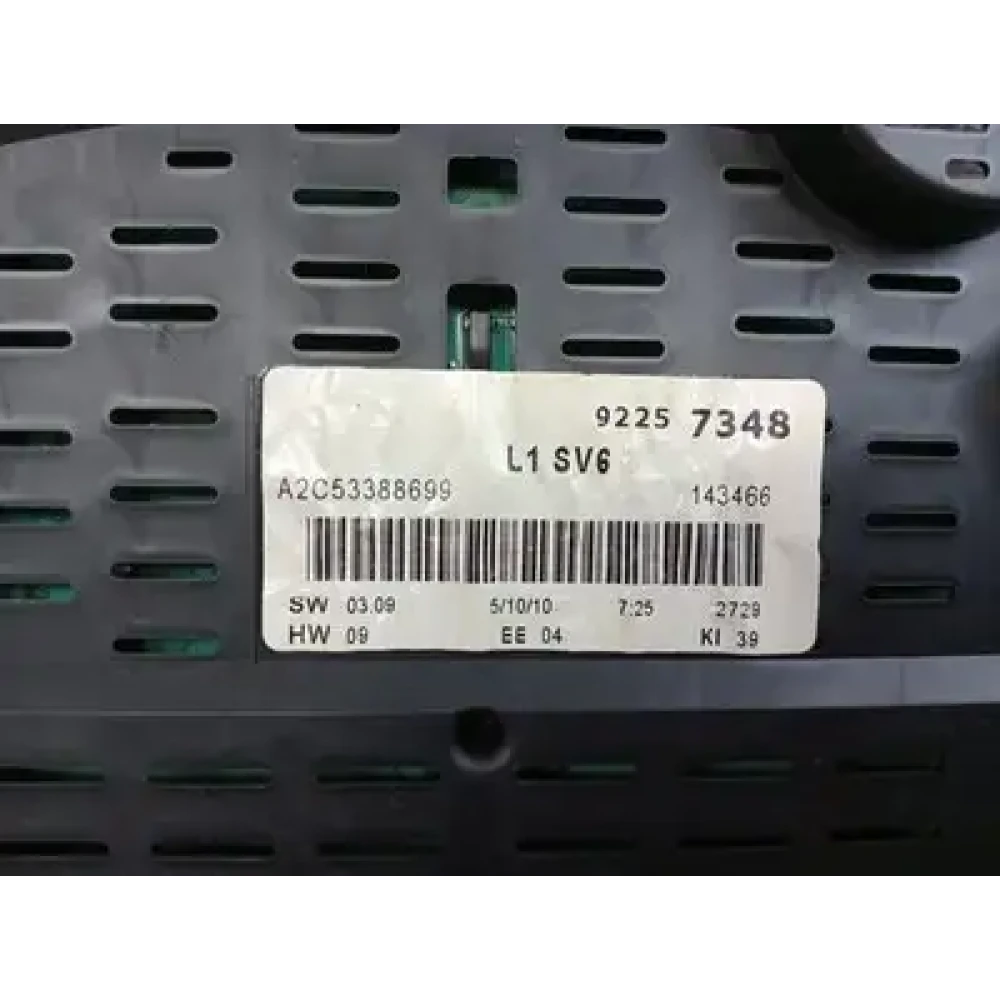 9225 7348
L1 SV6
A2C53388699 143466
SW 03.09 5/10/10 7:25 2729
HW 09 EE 04 KI 39